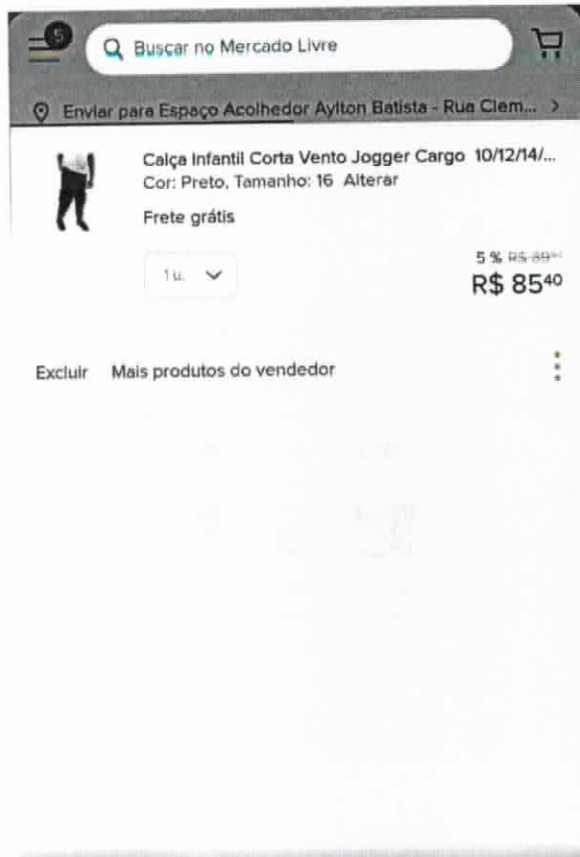 5
Buscar no Mercado Livre
Enviar para Espaço Acolhedor Aylton Batista - Rua Clem...
Calça Infantil Corta Vento Jogger Cargo 10/12/14/...
Cor: Preto, Tamanho: 16 Alterar
Frete grátis
1 u.
5 % R$ 89
R$ 85 40
Excluir Mais produtos do vendedor